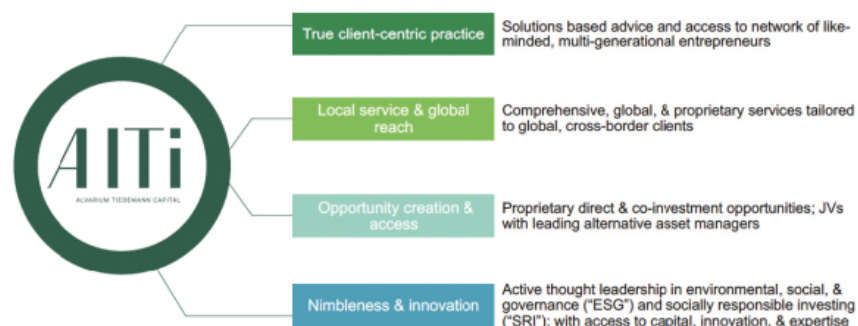 True client-centric practice
Solutions based advice and access to network of like-
minded, multi-generational entrepreneurs
Local service & global
reach
Comprehensive, global, & proprietary services tailored
to global, cross-border clients
AlTi
ALVARIUM TIEDEMANN CAPITAL
Opportunity creation &
access
Proprietary direct & co-investment opportunities; JVs
with leading alternative asset managers
Nimbleness & innovation
Active thought leadership in environmental, social, &
governance (“ESG”) and socially responsible investing
(“SRI”); with access to capital, innovation, & expertise